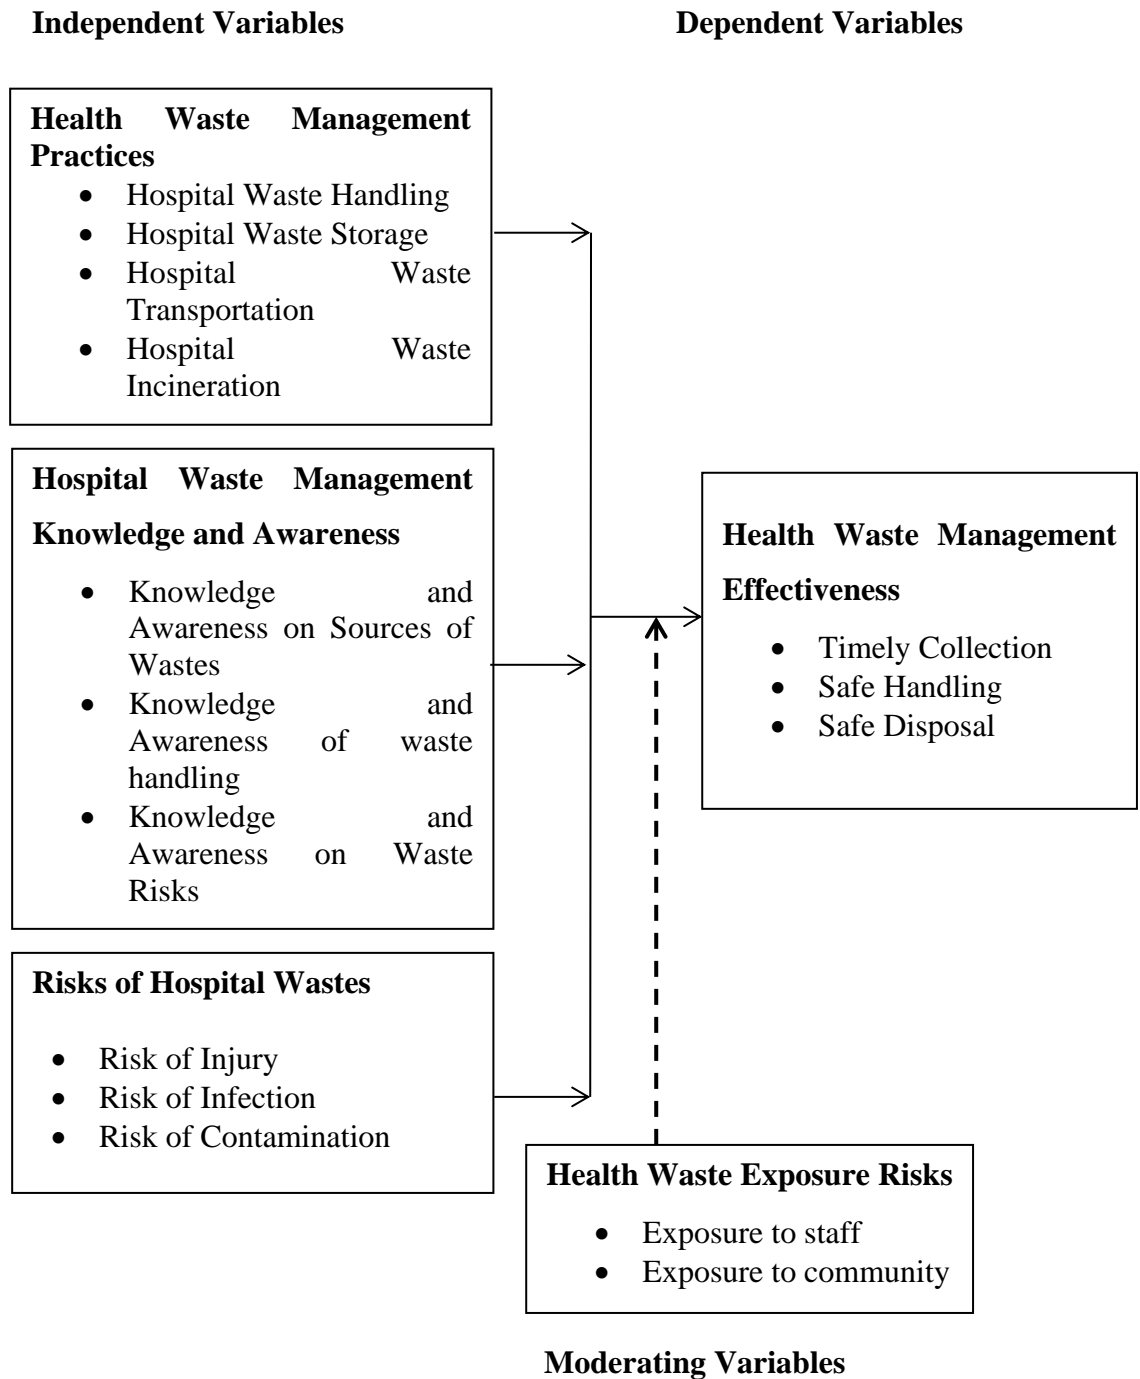 Independent Variables
Dependent Variables
Health Waste Management
Practices
• Hospital Waste Handling
• Hospital Waste Storage
• Hospital Waste
Transportation
• Hospital Waste
Incineration
Hospital Waste Management
Knowledge and Awareness
• Knowledge and
Awareness on Sources of
Wastes
• Knowledge and
Awareness of waste
handling
• Knowledge and
Awareness on Waste
Risks
Risks of Hospital Wastes
• Risk of Injury
• Risk of Infection
• Risk of Contamination
Health Waste Management
Effectiveness
• Timely Collection
• Safe Handling
• Safe Disposal
Health Waste Exposure Risks
• Exposure to staff
• Exposure to community
Moderating Variables